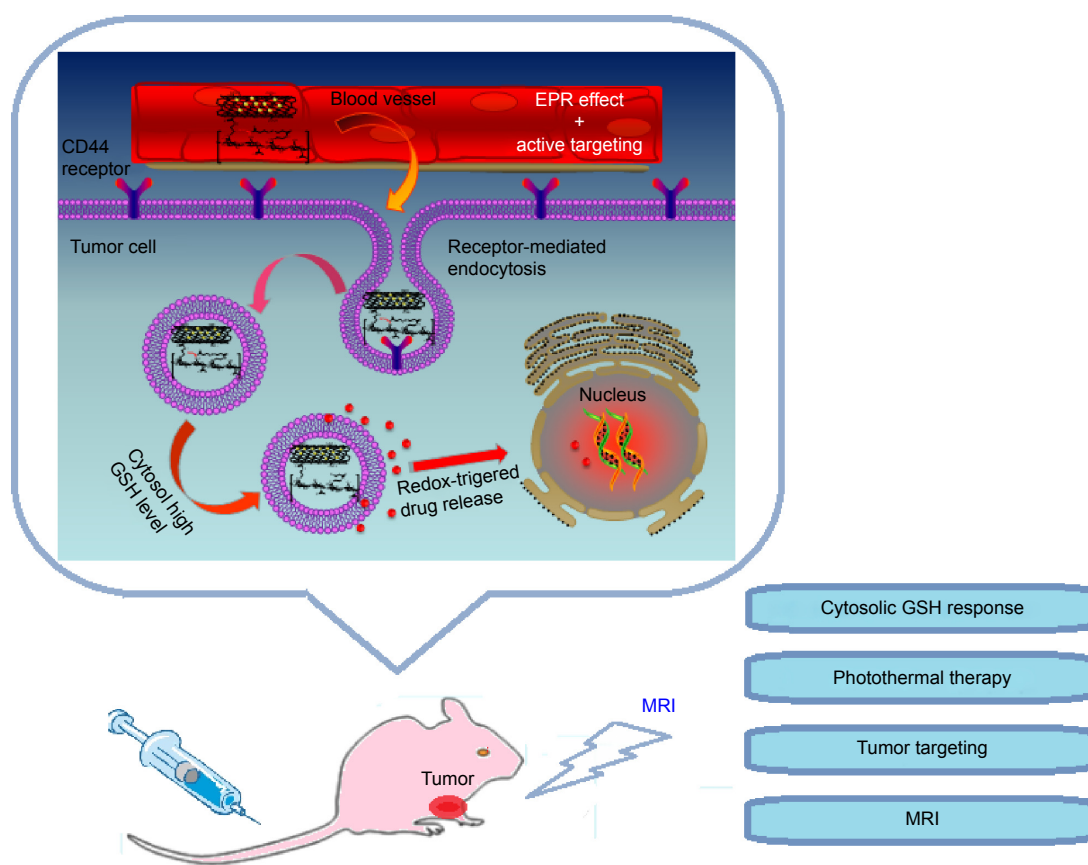 Blood vessel
EPR effect
+
active targeting
CD44
receptor
Tumor cell
Receptor-mediated
endocytosis
Nucleus
Cytosol high
GSH level
Redox-trigered
drug release
Cytosolic GSH response
Photothermal therapy
MRI
Tumor targeting
Tumor
MRI